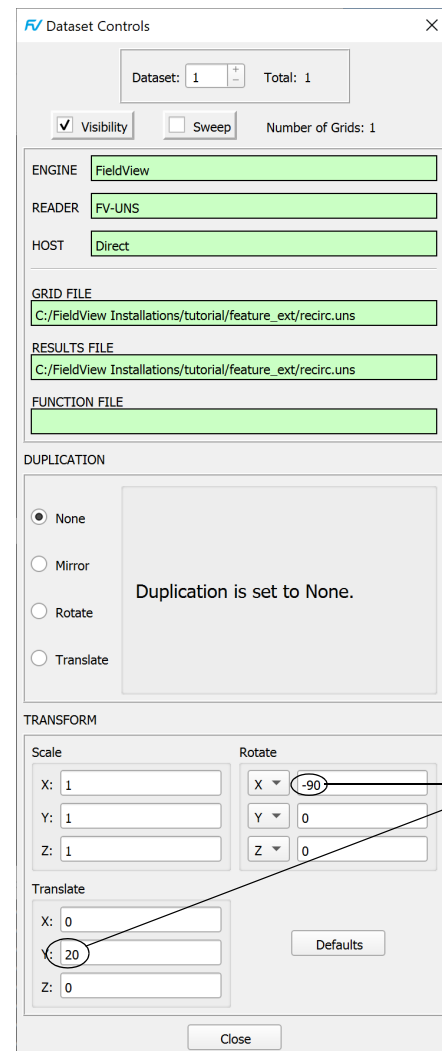 FV Dataset Controls
Dataset: 1 + − Total: 1
✓ Visibility Sweep Number of Grids: 1
ENGINE FieldView
READER FV-UNS
HOST Direct
GRID FILE
C:/FieldView Installations/tutorial/feature_ext/recirc.uns
RESULTS FILE
C:/FieldView Installations/tutorial/feature_ext/recirc.uns
FUNCTION FILE
DUPLICATION
None
Mirror
Rotate
Translate
Duplication is set to None.
TRANSFORM
Scale Rotate
X: 1 X -90
Y: 1 Y 0
Z: 1 Z 0
Translate
X: 0
Y: 20 Defaults
Z: 0
Close